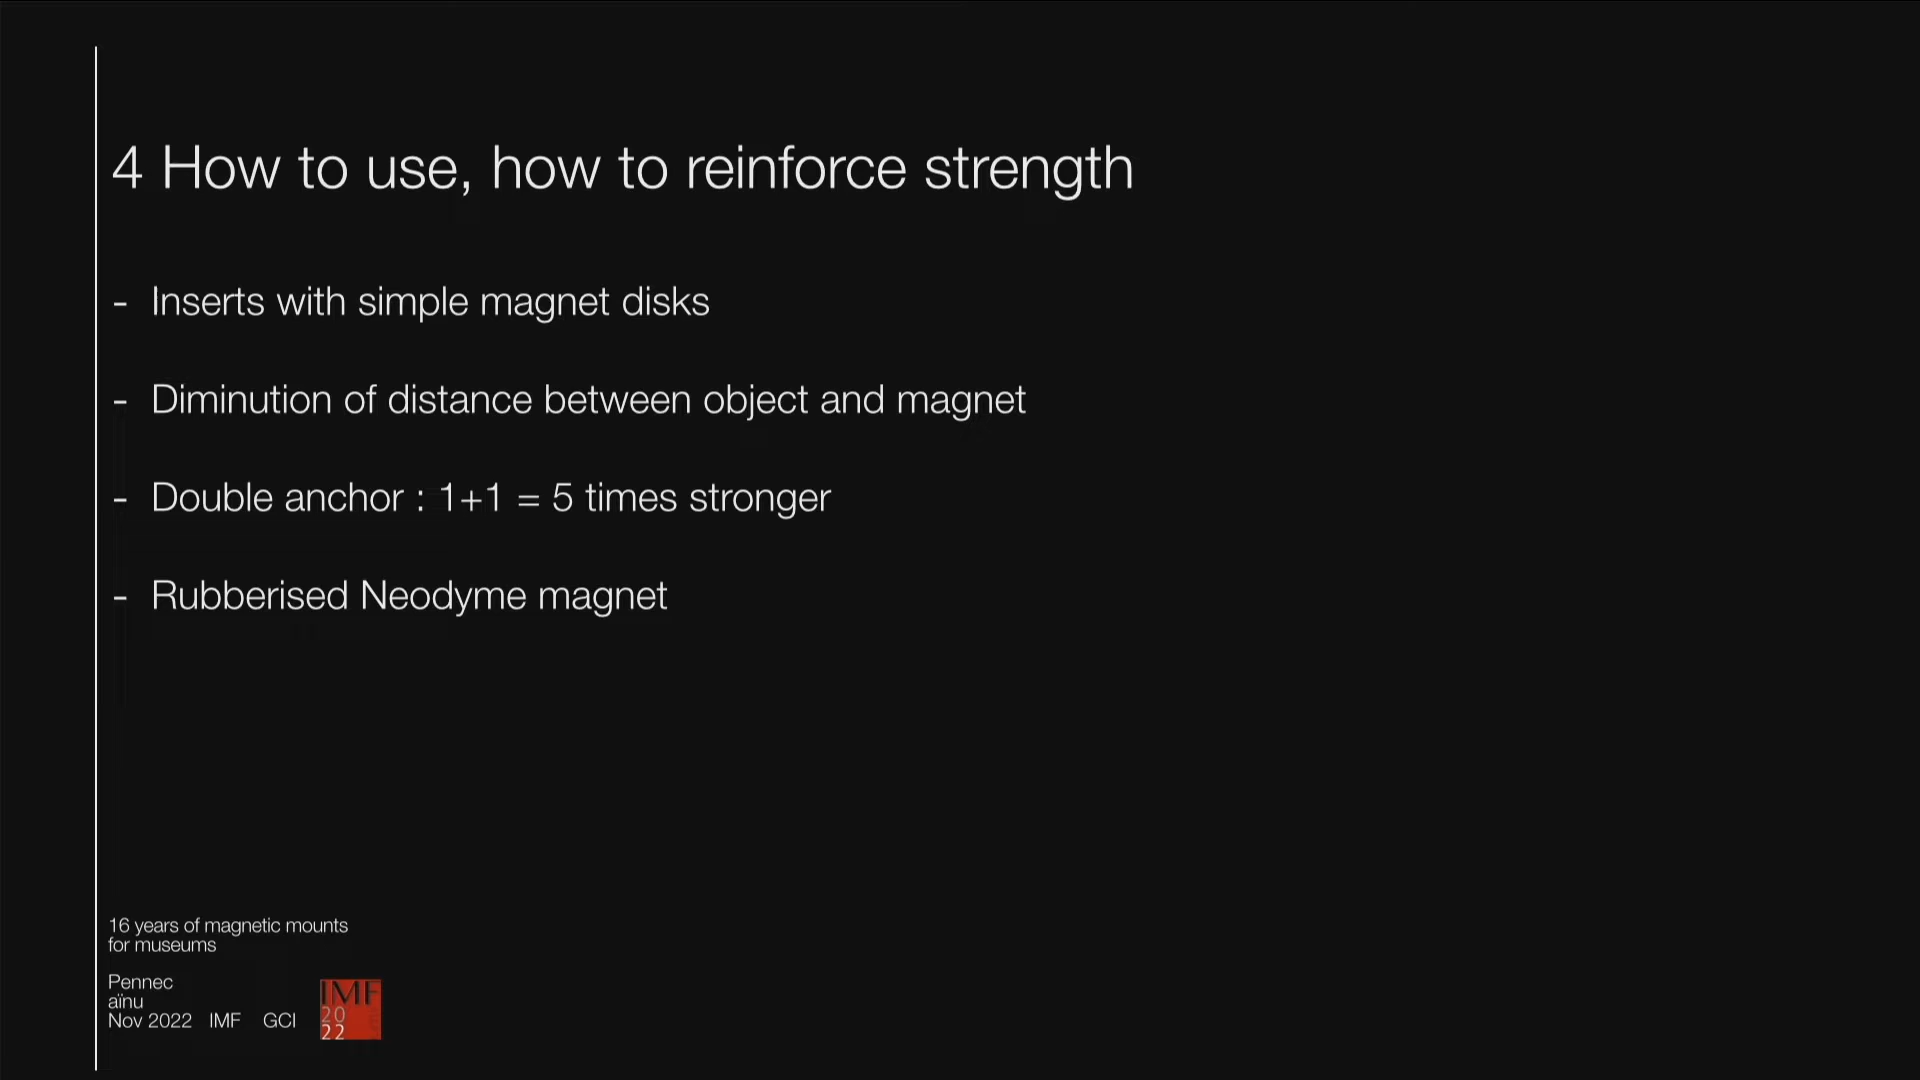 4 How to use, how to reinforce strength
- Inserts with simple magnet disks
- Diminution of distance between object and magnet
- Double anchor : 1+1 = 5 times stronger
- Rubberised Neodyme magnet
16 years of magnetic mounts
for museums
Pennec
aïnu
Nov 2022 IMF GCI
IMF
20
22